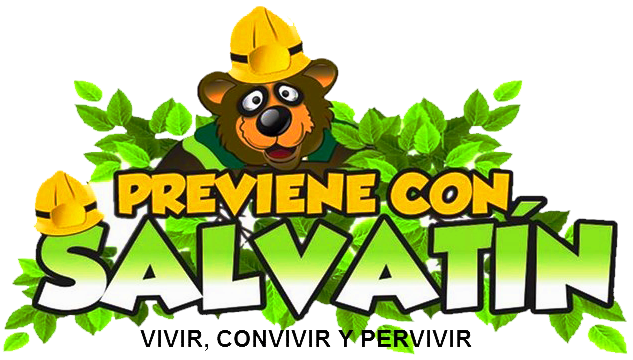 PREVIENE CON
SALVATÍN
VIVIR, CONVIVIR Y PERVIVIR